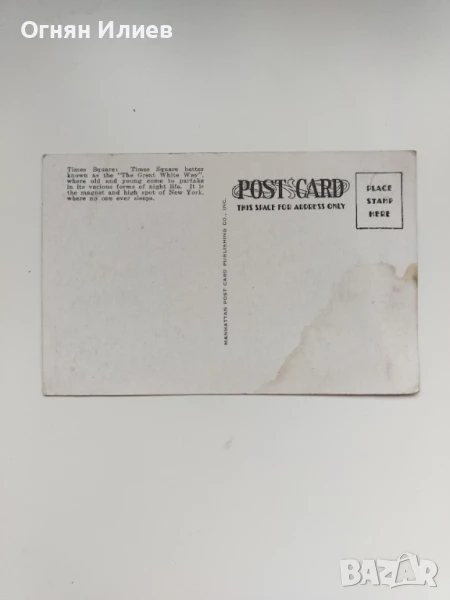 Огнян Илиев
Times Square: Times Square better
known as the "The Great White Way",
where old and young come to partake
in its various forms of night life. It is
the magnet and high spot of New York,
where no one ever sleeps.
MANHATTAN POST CARD PUBLISHING CO., INC.
POST CARD
THIS SPACE FOR ADDRESS ONLY
PLACE
STAMP
HERE
BAZAR